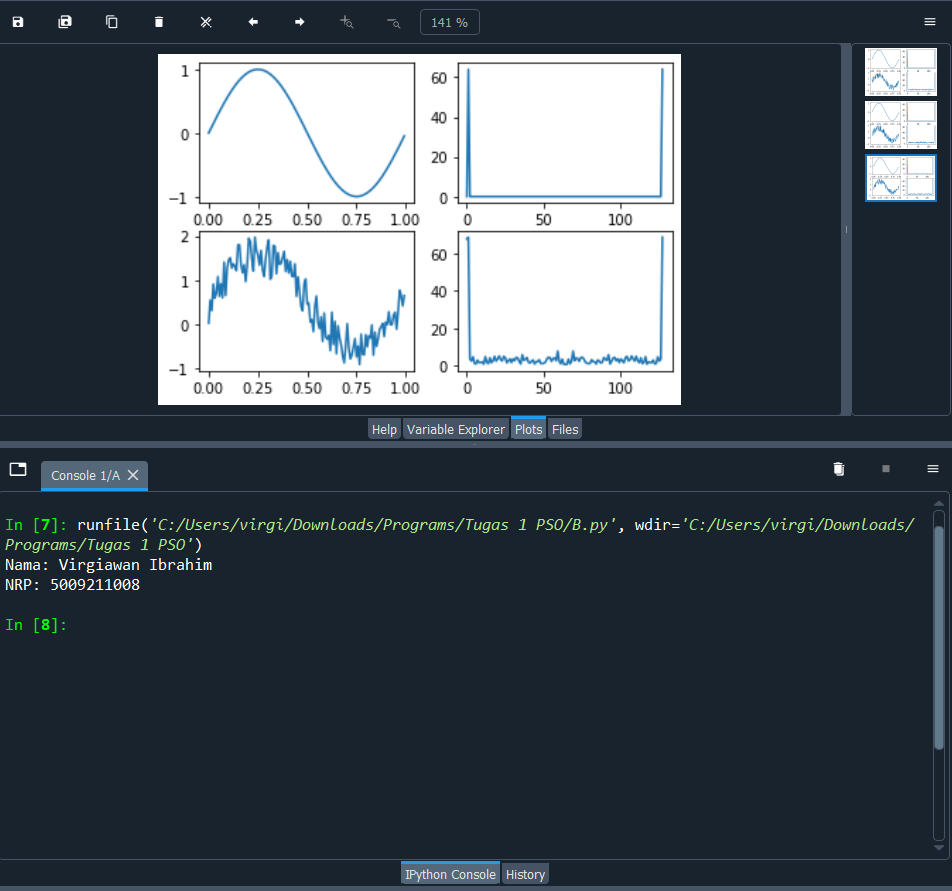 141 %
1
0
−1
0.00 0.25 0.50 0.75 1.00
60
40
20
0
0 50 100
2
1
0
−1
0.00 0.25 0.50 0.75 1.00
60
40
20
0
0 50 100
Help Variable Explorer Plots Files
Console 1/A
In [7]: runfile('C:/Users/virgi/Downloads/Programs/Tugas 1 PSO/B.py', wdir='C:/Users/virgi/Downloads/
Programs/Tugas 1 PSO')
Nama: Virgiawan Ibrahim
NRP: 5009211008
In [8]:
IPython Console History